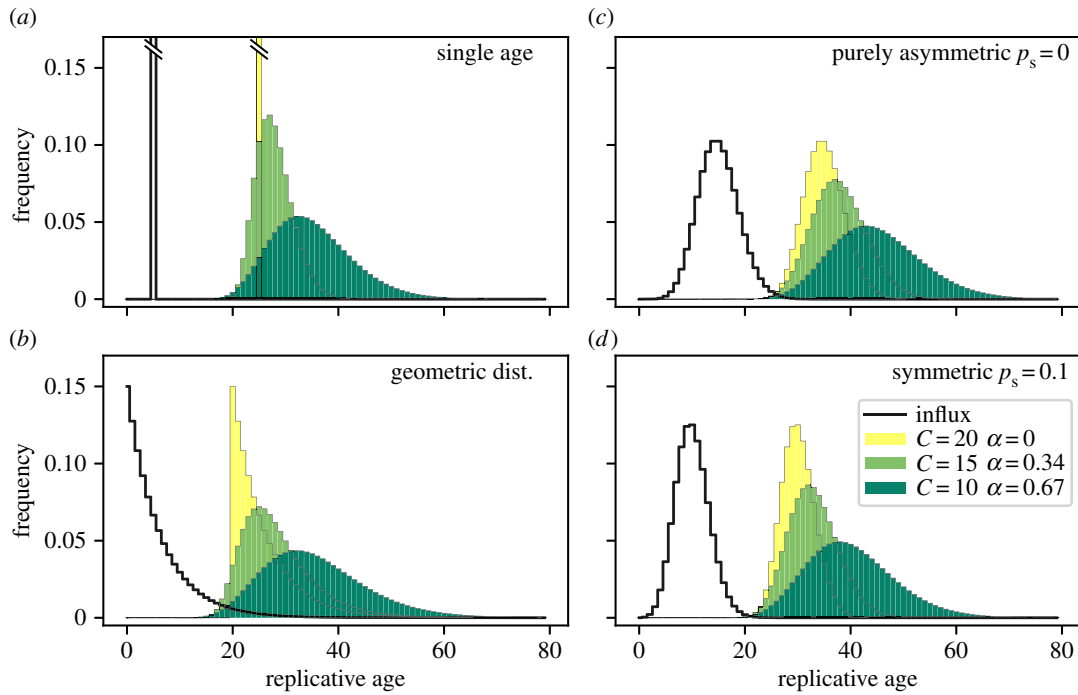 (a)
single age
0.15
0.10
0.05
0
frequency
(b)
geometric dist.
0.15
0.10
0.05
0
frequency
0 20 40 60 80
replicative age
(c)
purely asymmetric p_s = 0
(d)
symmetric p_s = 0.1
influx
C = 20 α = 0
C = 15 α = 0.34
C = 10 α = 0.67
0 20 40 60 80
replicative age